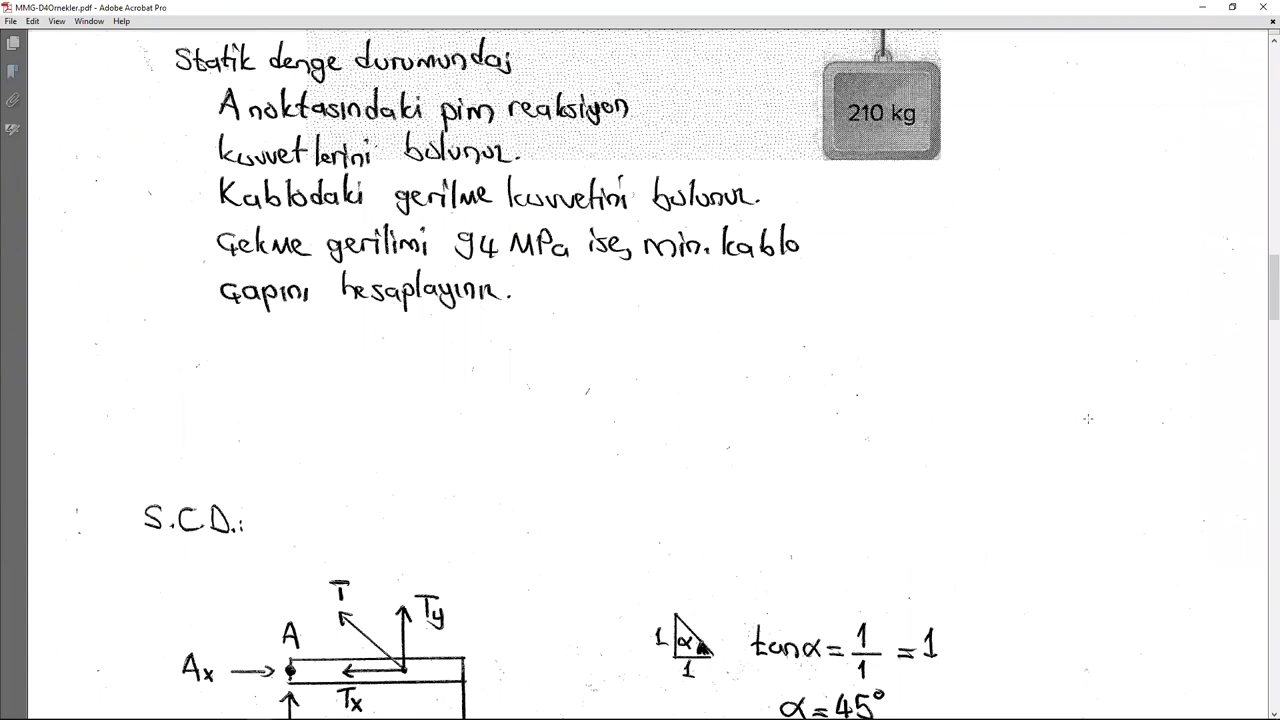 MMG-D4Ornekler.pdf - Adobe Acrobat Pro
File Edit View Window Help
Statik denge durumunda;
A noktasındaki pim reaksiyon
kuvvetlerini bulunuz.
Kablodaki gerilme kuvvetini bulunuz.
Çekme gerilimi 94 MPa ise, min. kablo
çapını hesaplayınız.
210 kg
S.C.D.:
T
Ty
A
Ax
Tx
1
α
1
tanα = 1/1 = 1
α = 45°